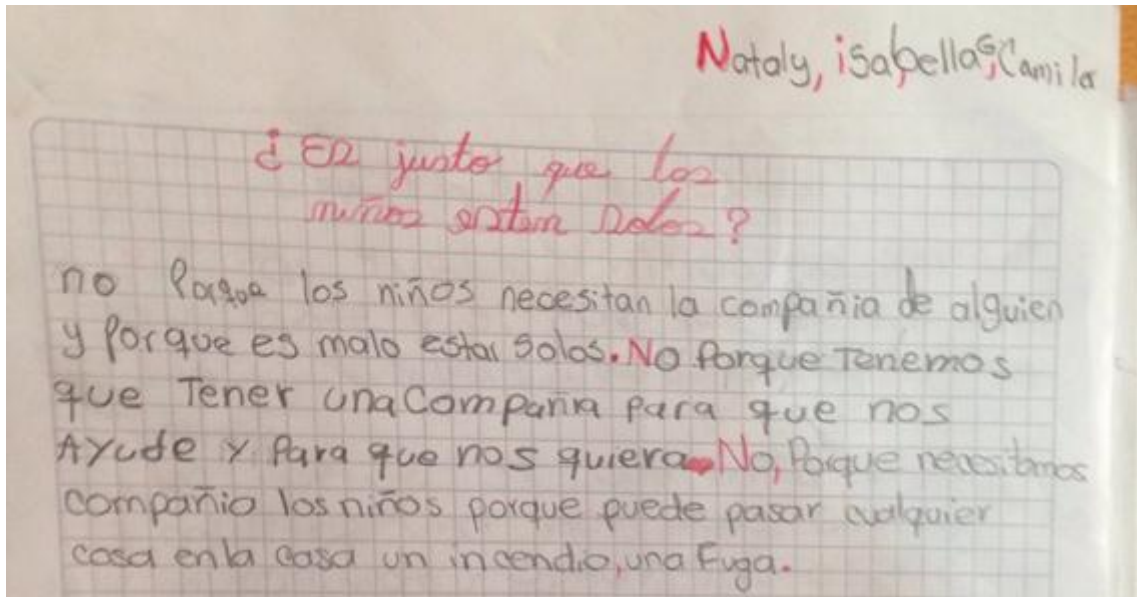 Nataly, isabella G, Camila
¿Es justo que los
niños esten solos?
no Porque los niños necesitan la compañia de alguien
y Porque es malo estar solos. No Porque Tenemos
que Tener una Compañia para que nos
AYude y Para que nos quiera. No, Porque necesitamos
compañio los niños porque puede pasar cualquier
cosa en la casa un incendio, una Fuga.